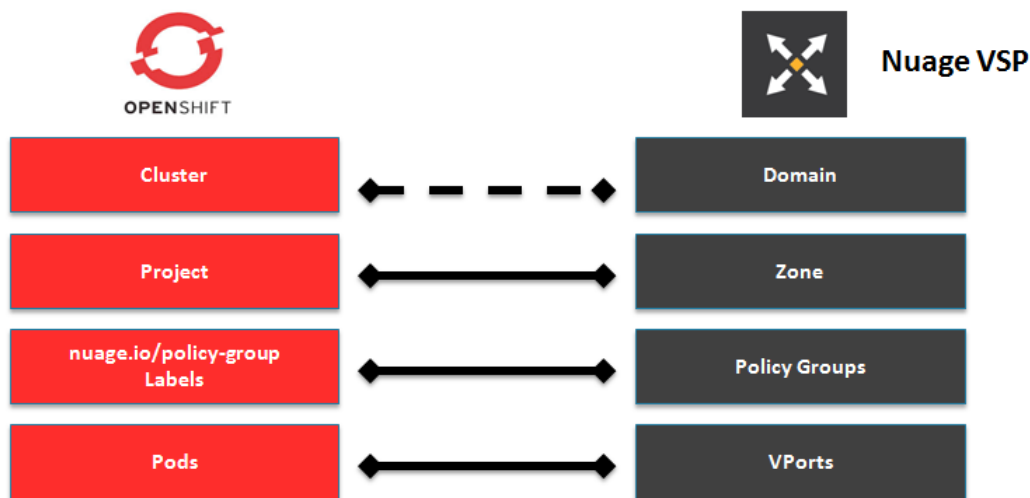 OPENSHIFT
Nuage VSP
Cluster
Domain
Project
Zone
nuage.io/policy-group
Labels
Policy Groups
Pods
VPorts